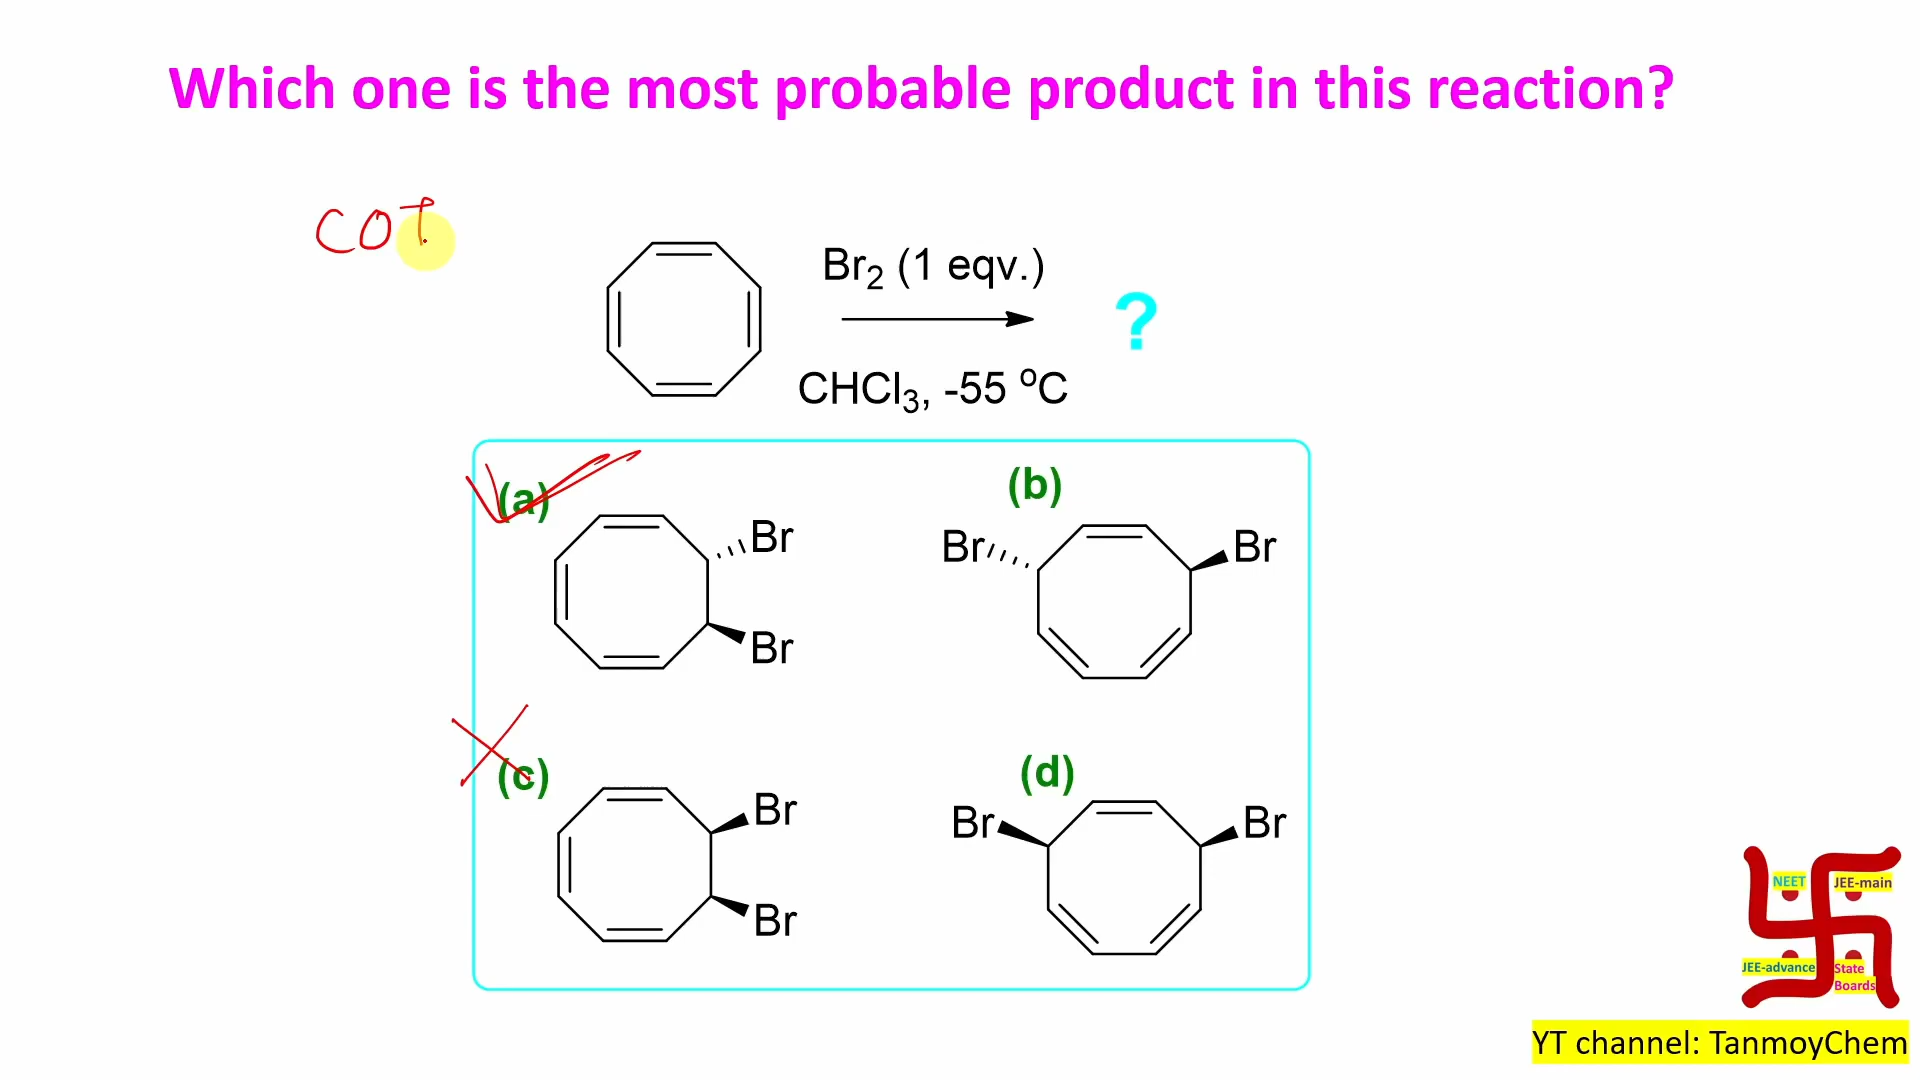 Which one is the most probable product in this reaction?
COT
Br₂ (1 eqv.)
?
CHCl₃, -55 °C
(a)
(b)
Br
Br
Br
Br
(c)
(d)
Br
Br
Br
Br
NEET
JEE-main
JEE-advance
State
Boards
YT channel: TanmoyChem